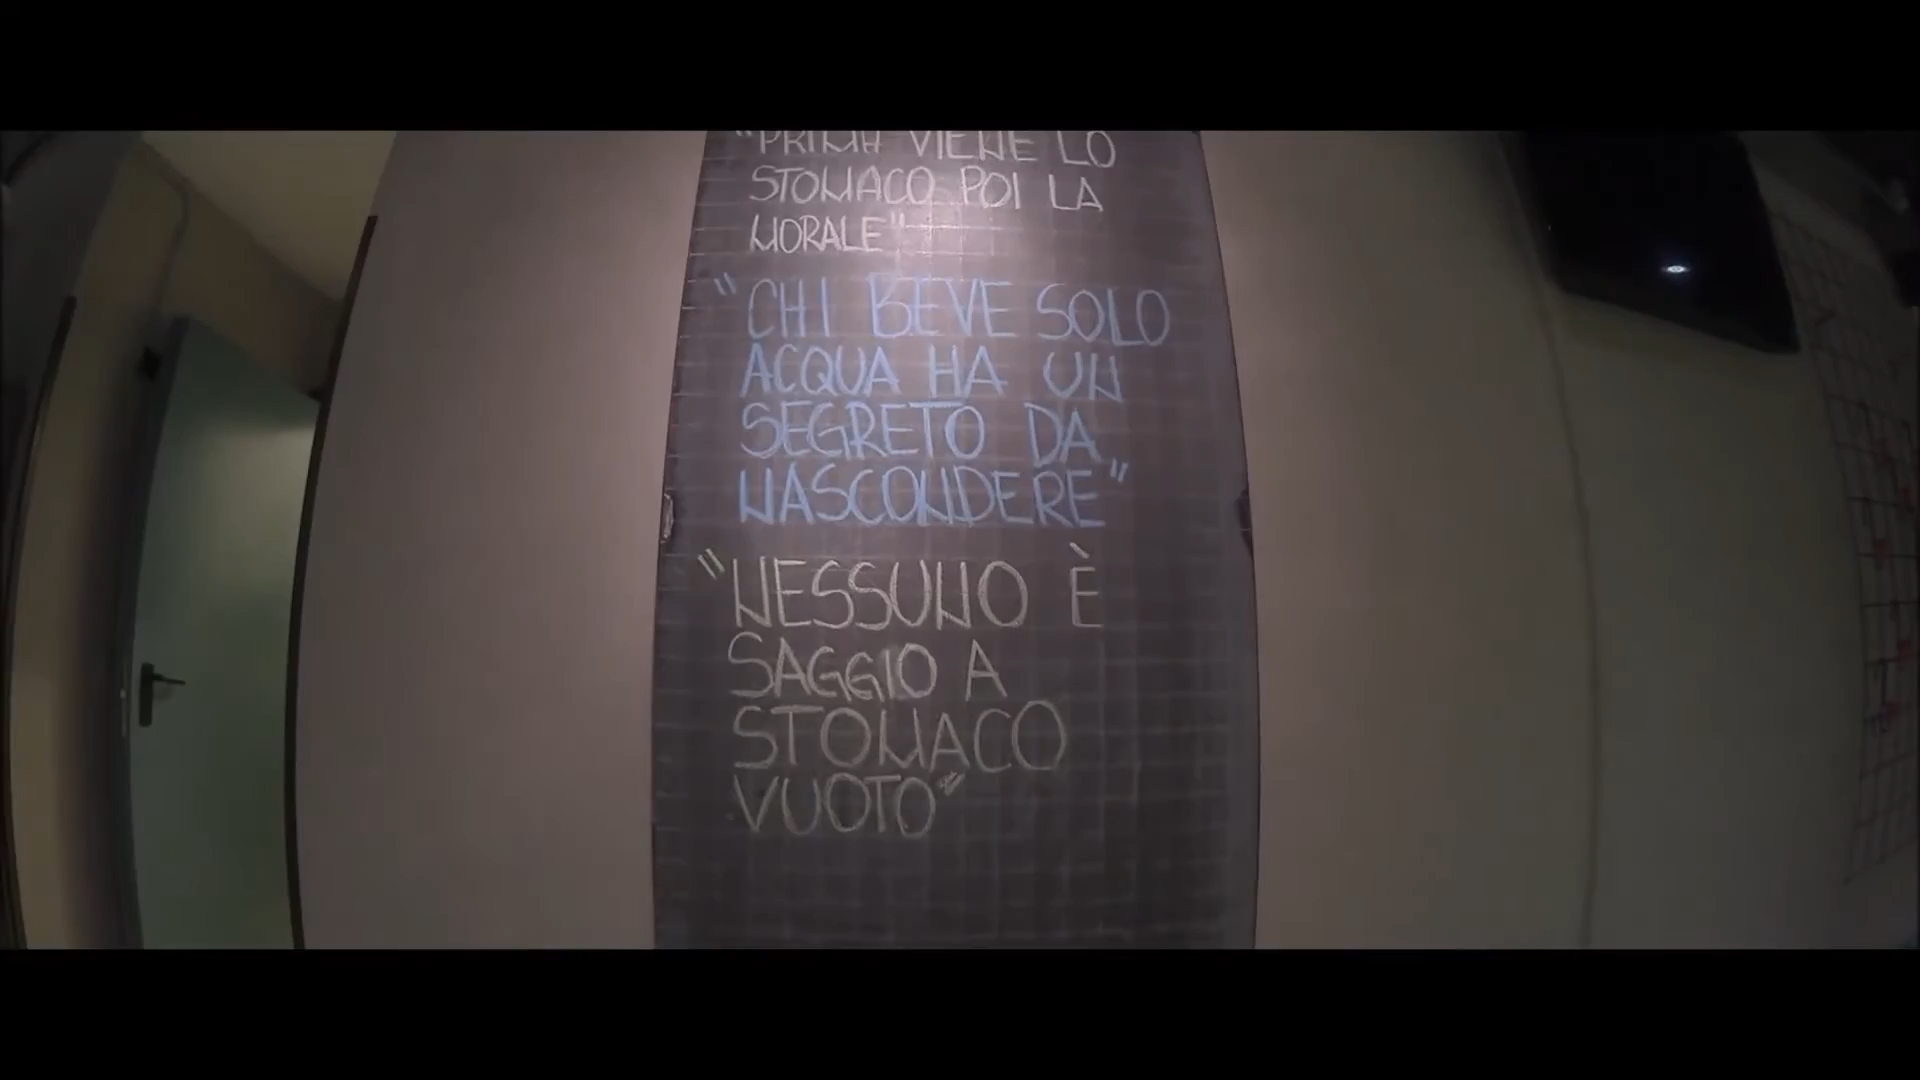 "PRIMA VIENE LO
STOMACO POI LA
MORALE"
"CHI BEVE SOLO
ACQUA HA UN
SEGRETO DA
NASCONDERE"
"NESSUNO È
SAGGIO A
STOMACO
VUOTO"